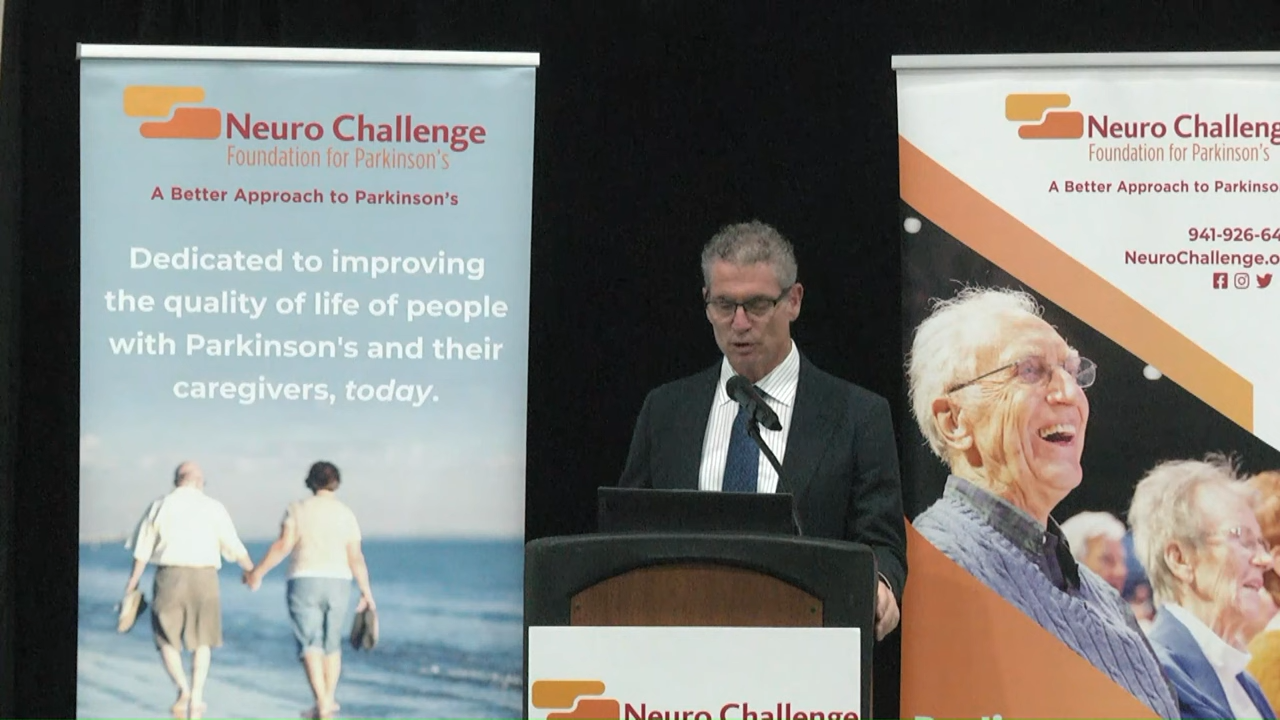 Neuro Challenge
Foundation for Parkinson's
A Better Approach to Parkinson's
Dedicated to improving
the quality of life of people
with Parkinson's and their
caregivers, today.
Neuro Challeng
Foundation for Parkinson's
A Better Approach to Parkinso
941-926-64
NeuroChallenge.o
Neuro Challenge